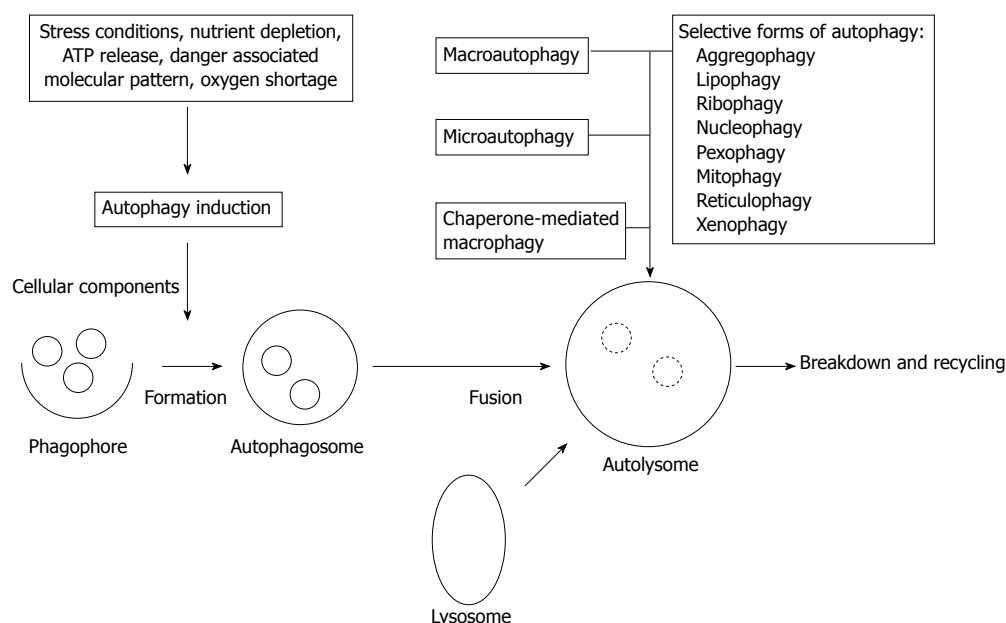 Stress conditions, nutrient depletion,
ATP release, danger associated
molecular pattern, oxygen shortage
Autophagy induction
Cellular components
Phagophore
Formation
Autophagosome
Macroautophagy
Microautophagy
Chaperone-mediated
macrophagy
Selective forms of autophagy:
Aggregophagy
Lipophagy
Ribophagy
Nucleophagy
Pexophagy
Mitophagy
Reticulophagy
Xenophagy
Fusion
Autolysome
Breakdown and recycling
Lysosome